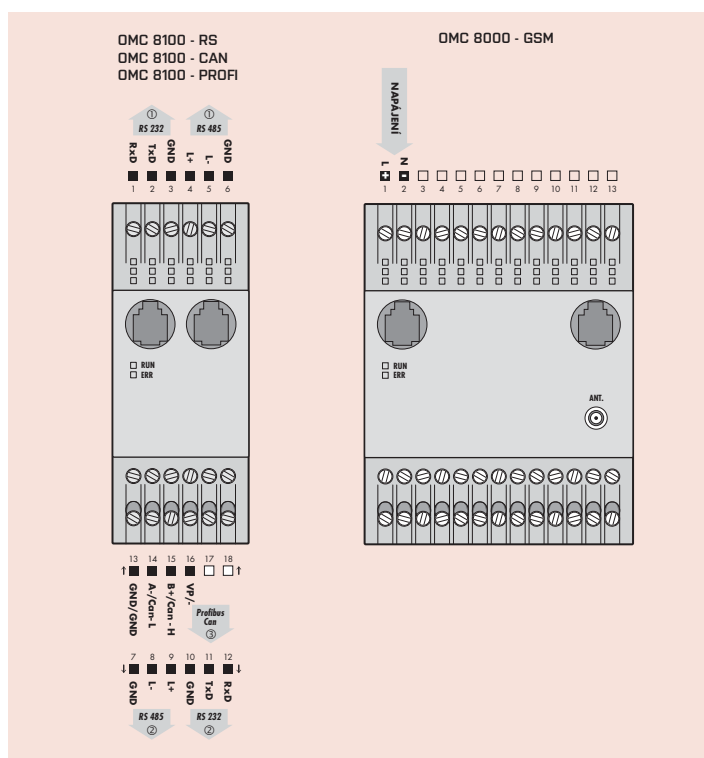 OMC 8100 - RS
OMC 8100 - CAN
OMC 8100 - PROFI
① ①
RS 232 RS 485
RxD TxD GND L+ L- GND
1 2 3 4 5 6
RUN
ERR
13 14 15 16 17 18
↑ ↑
GND/GND A-/Can-L B+/Can-H VP/-
Profibus
Can
③
7 8 9 10 11 12
↓ ↓
GND L- L+ GND TxD RxD
RS 485 RS 232
② ②
OMC 8000 - GSM
NAPÁJENÍ
L N
+ -
1 2 3 4 5 6 7 8 9 10 11 12 13
RUN
ERR
ANT.